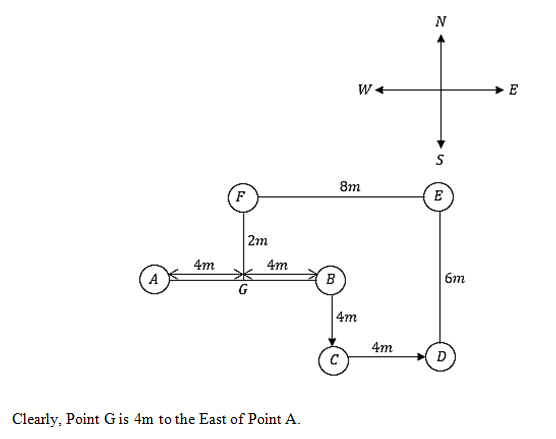 N
W E
S
8m
F E
2m
4m 4m
A B 6m
G
4m
4m
C D
Clearly, Point G is 4m to the East of Point A.